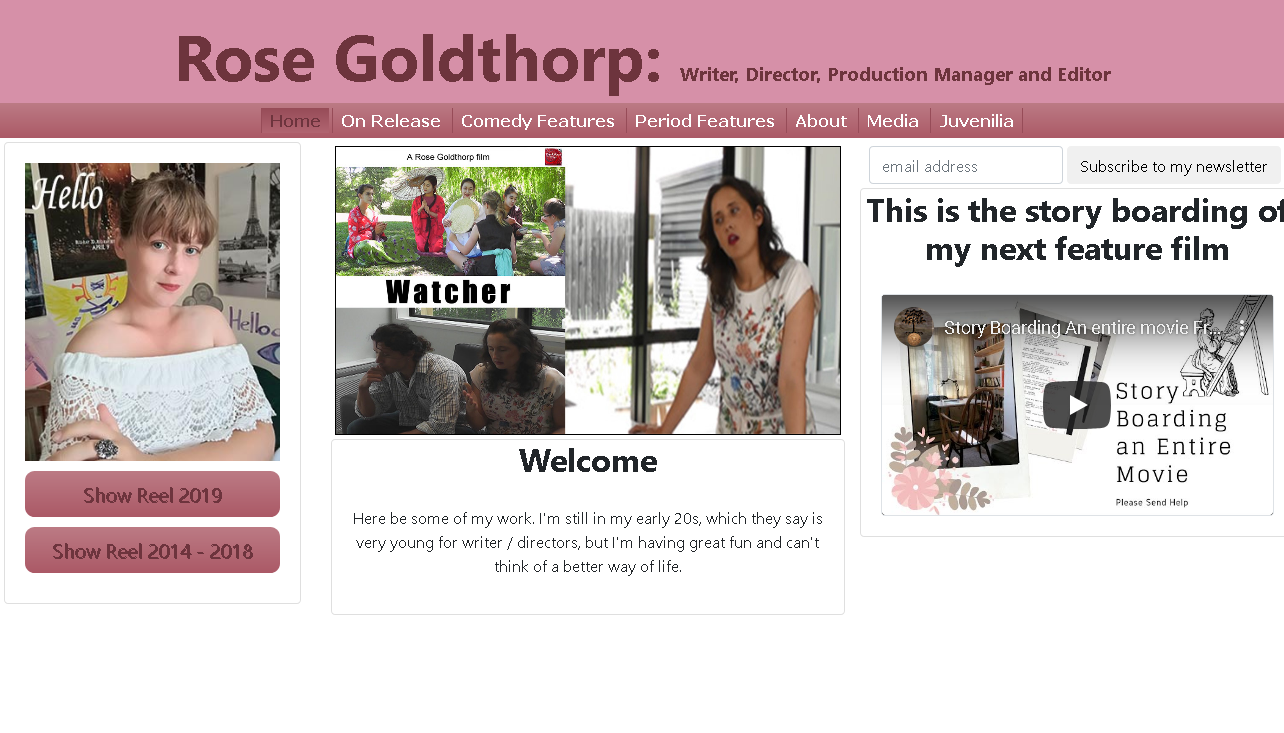 Rose Goldthorp: Writer, Director, Production Manager and Editor
Home On Release Comedy Features Period Features About Media Juvenilia
Hello
APRIL 9
Hello
Show Reel 2019
Show Reel 2014 - 2018
A Rose Goldthorp film
Watcher
Welcome
Here be some of my work. I'm still in my early 20s, which they say is
very young for writer / directors, but I'm having great fun and can't
think of a better way of life.
email address Subscribe to my newsletter
This is the story boarding of
my next feature film
Story Boarding An entire movie Fr...
Story
Boarding
an Entire
Movie
Please Send Help